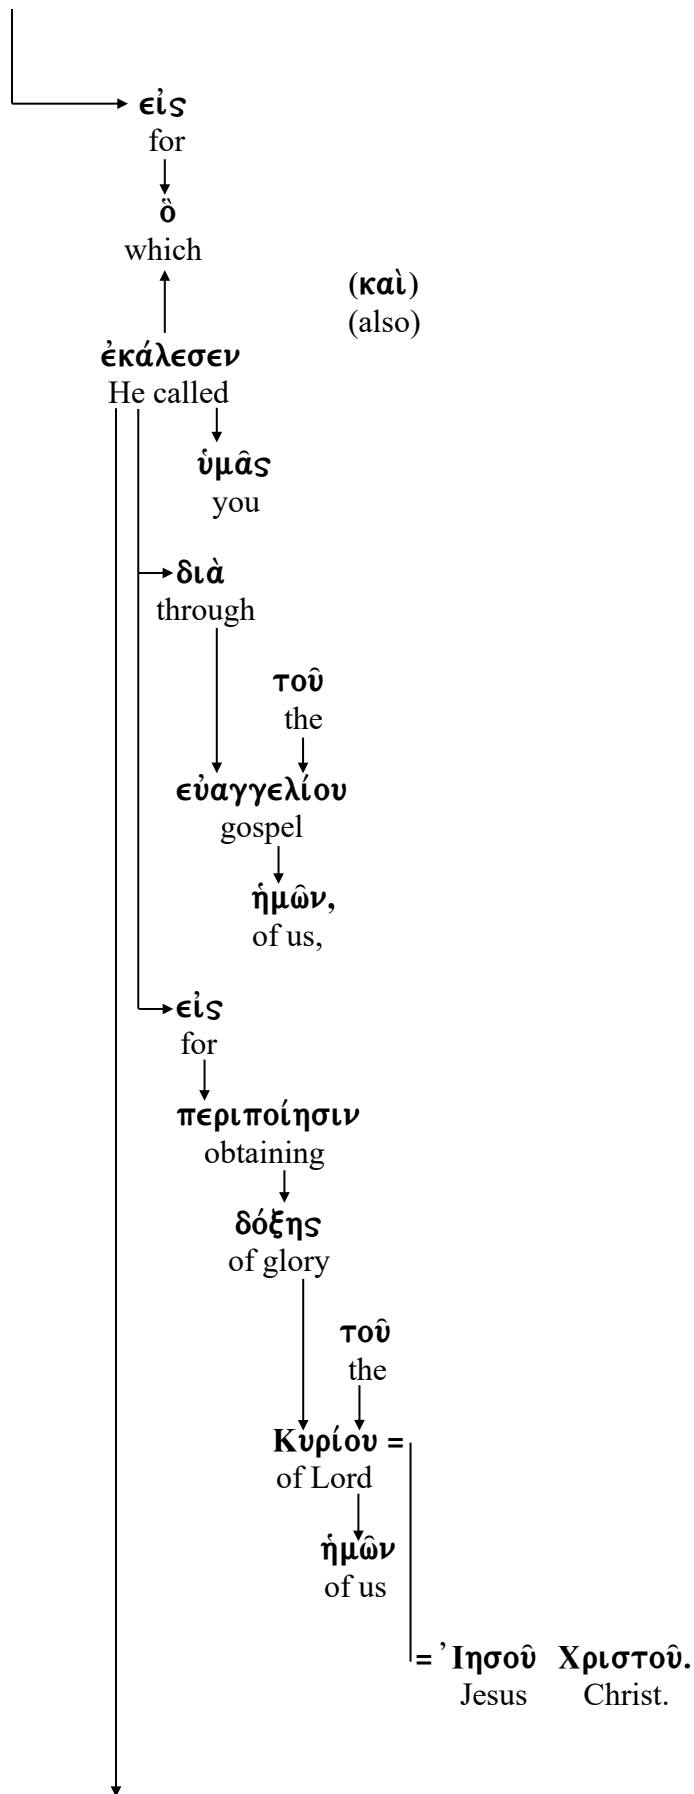 εἰς
for
ὃ
which
(καὶ)
(also)
ἐκάλεσεν
He called
ὑμᾶς
you
διὰ
through
τοῦ
the
εὐαγγελίου
gospel
ἡμῶν,
of us,
εἰς
for
περιποίησιν
obtaining
δόξης
of glory
τοῦ
the
Κυρίου =
of Lord
ἡμῶν
of us
= ᾿Ιησοῦ Χριστοῦ.
Jesus Christ.